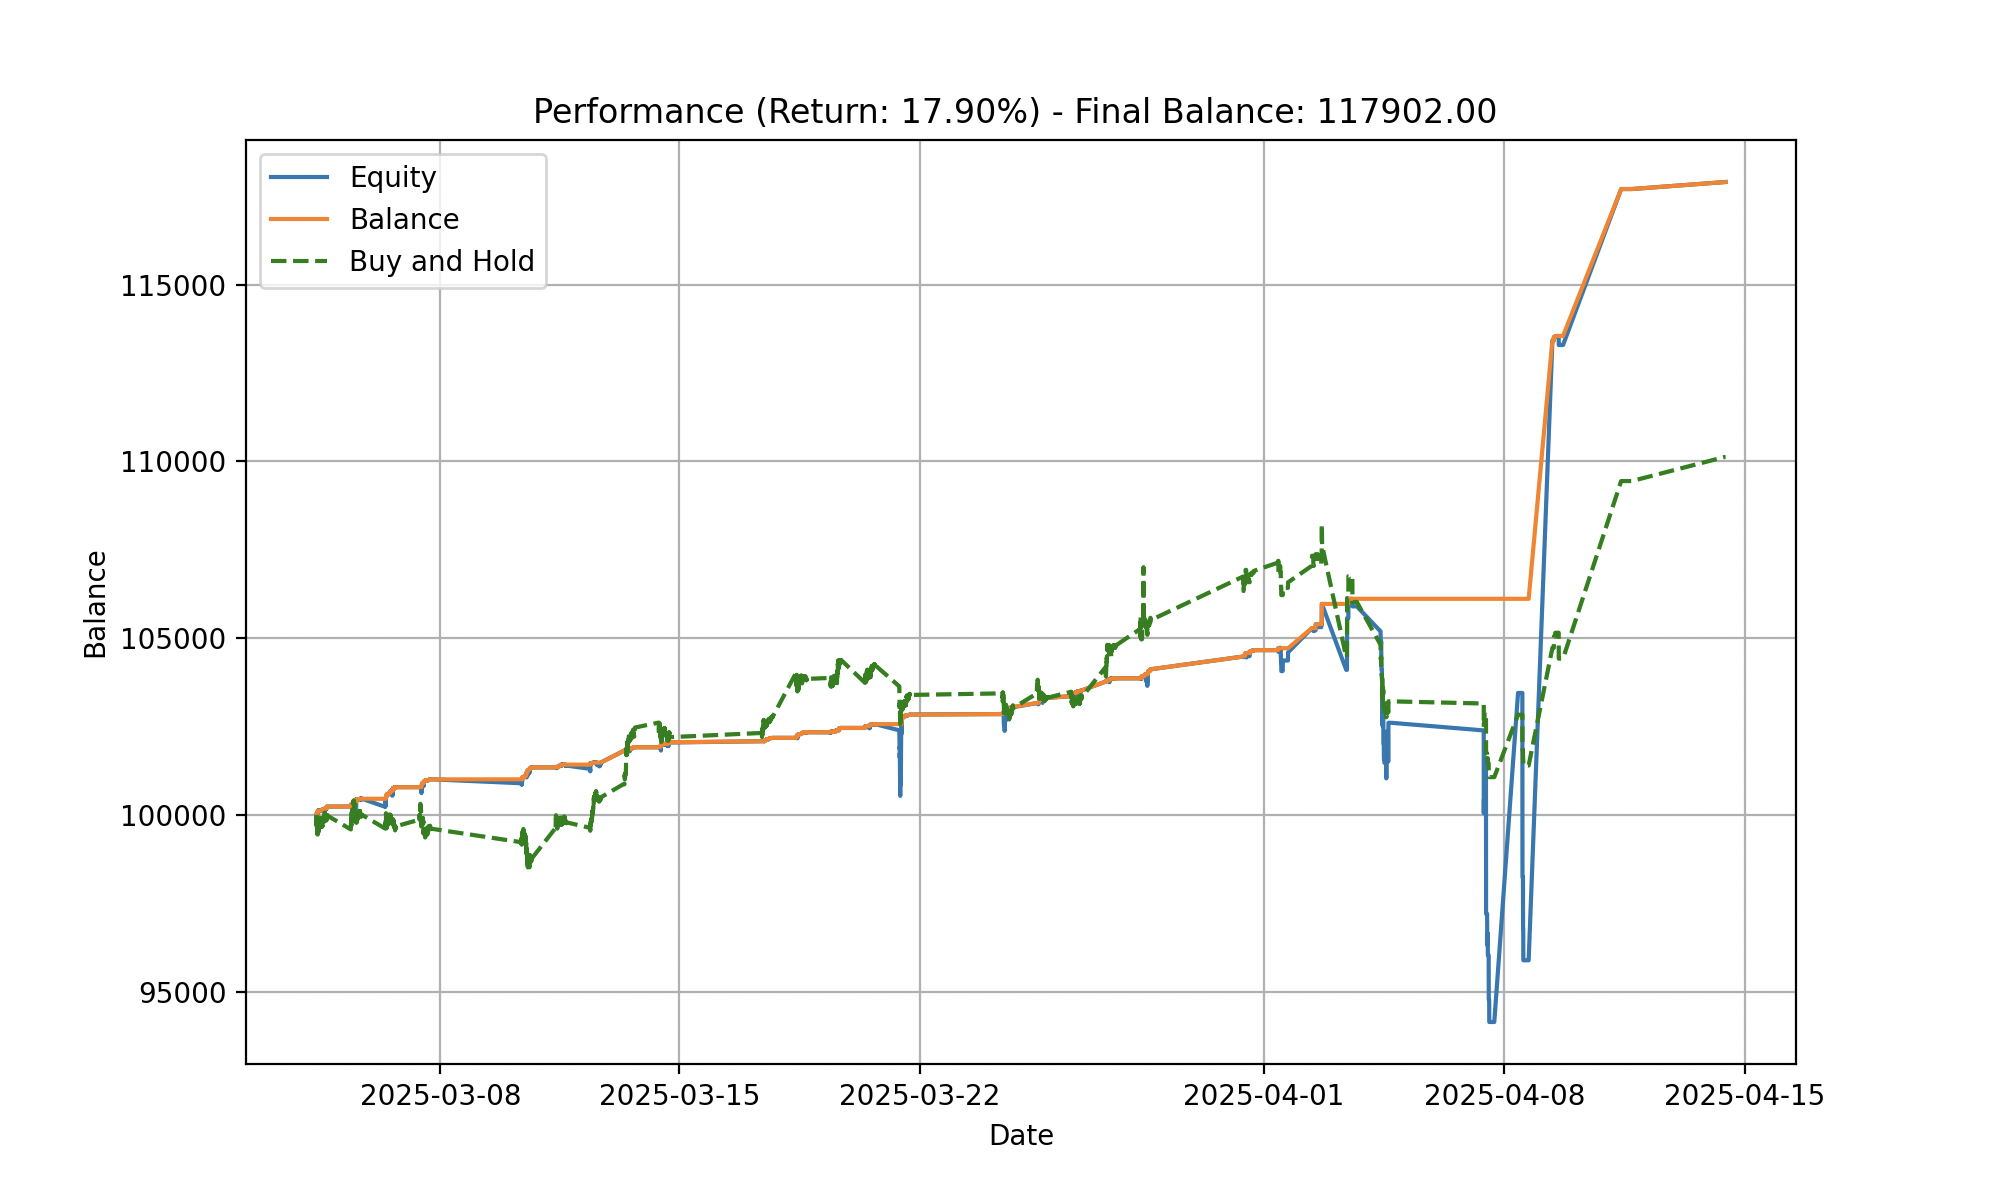 Performance (Return: 17.90%) - Final Balance: 117902.00
Equity
Balance
Buy and Hold
115000
110000
105000
100000
95000
Balance
2025-03-08
2025-03-15
2025-03-22
2025-04-01
2025-04-08
2025-04-15
Date